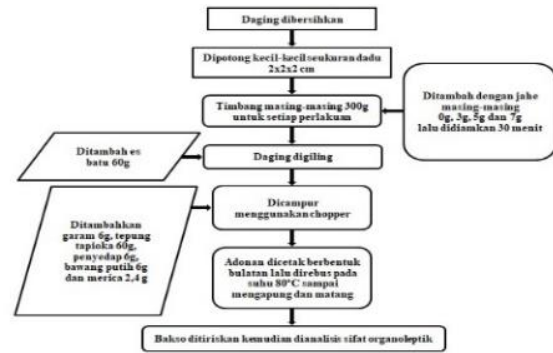 Daging dibersihkan
Dipotong kecil-kecil seukuran dadu
2x2x2 cm
Timbang masing-masing 300g
untuk setiap perlakuan
Ditambah dengan jahe
masing-masing
0g, 3g, 5g dan 7g
lalu didiamkan 30 menit
Ditambah es
batu 60g
Daging digiling
Dicampur
menggunakan chopper
Ditambahkan
garam 6g, tepung
tapioka 60g,
penyedap 6g,
bawang putih 6g
dan merica 2,4 g
Adonan dicetak berbentuk
bulatan lalu direbus pada
suhu 80°C sampai
mengapung dan matang
Bakso ditiriskan kemudian dianalisis sifat organoleptik